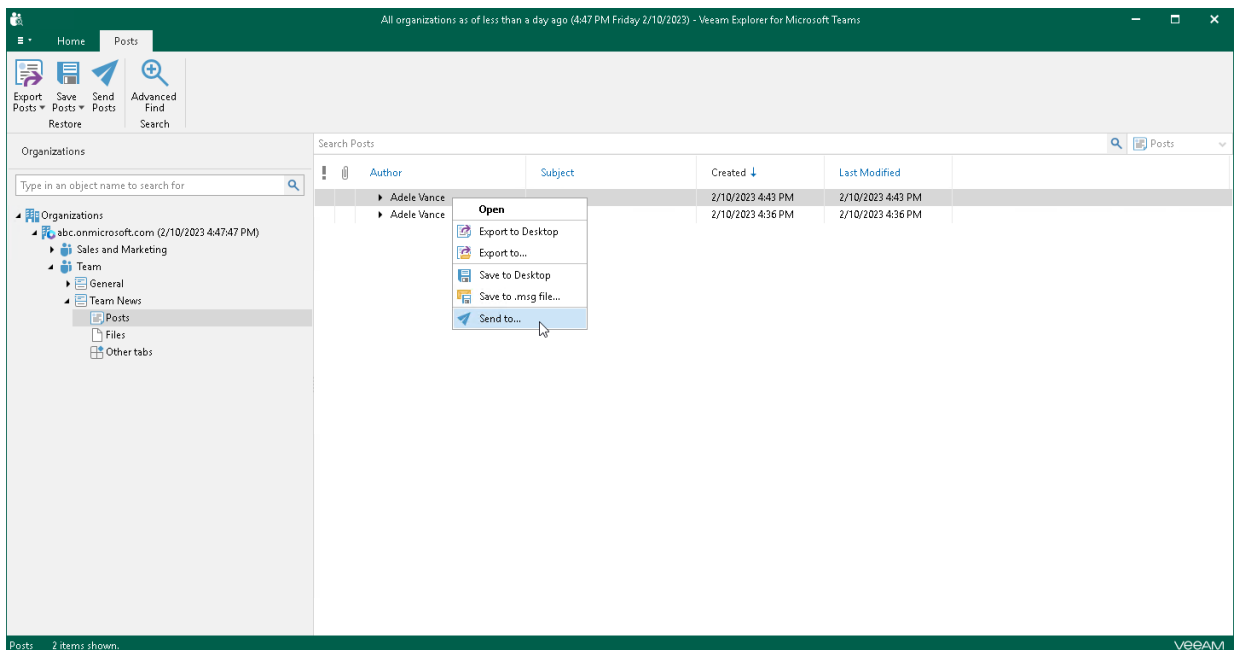 All organizations as of less than a day ago (4:47 PM Friday 2/10/2023) - Veeam Explorer for Microsoft Teams
Home Posts
Export Posts
Save Posts
Send Posts
Advanced Find
Restore Search
Organizations
Type in an object name to search for
Organizations
abc.onmicrosoft.com (2/10/2023 4:47:47 PM)
Sales and Marketing
Team
General
Team News
Posts
Files
Other tabs
Search Posts Posts
Author Subject Created Last Modified
Adele Vance 2/10/2023 4:43 PM 2/10/2023 4:43 PM
Adele Vance 2/10/2023 4:36 PM 2/10/2023 4:36 PM
Open
Export to Desktop
Export to...
Save to Desktop
Save to .msg file...
Send to...
Posts 2 items shown. VeeAM